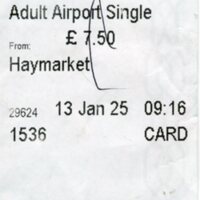 Adult Airport Single
£ 7.50
From:
Haymarket
29624 13 Jan 25 09:16
1536 CARD